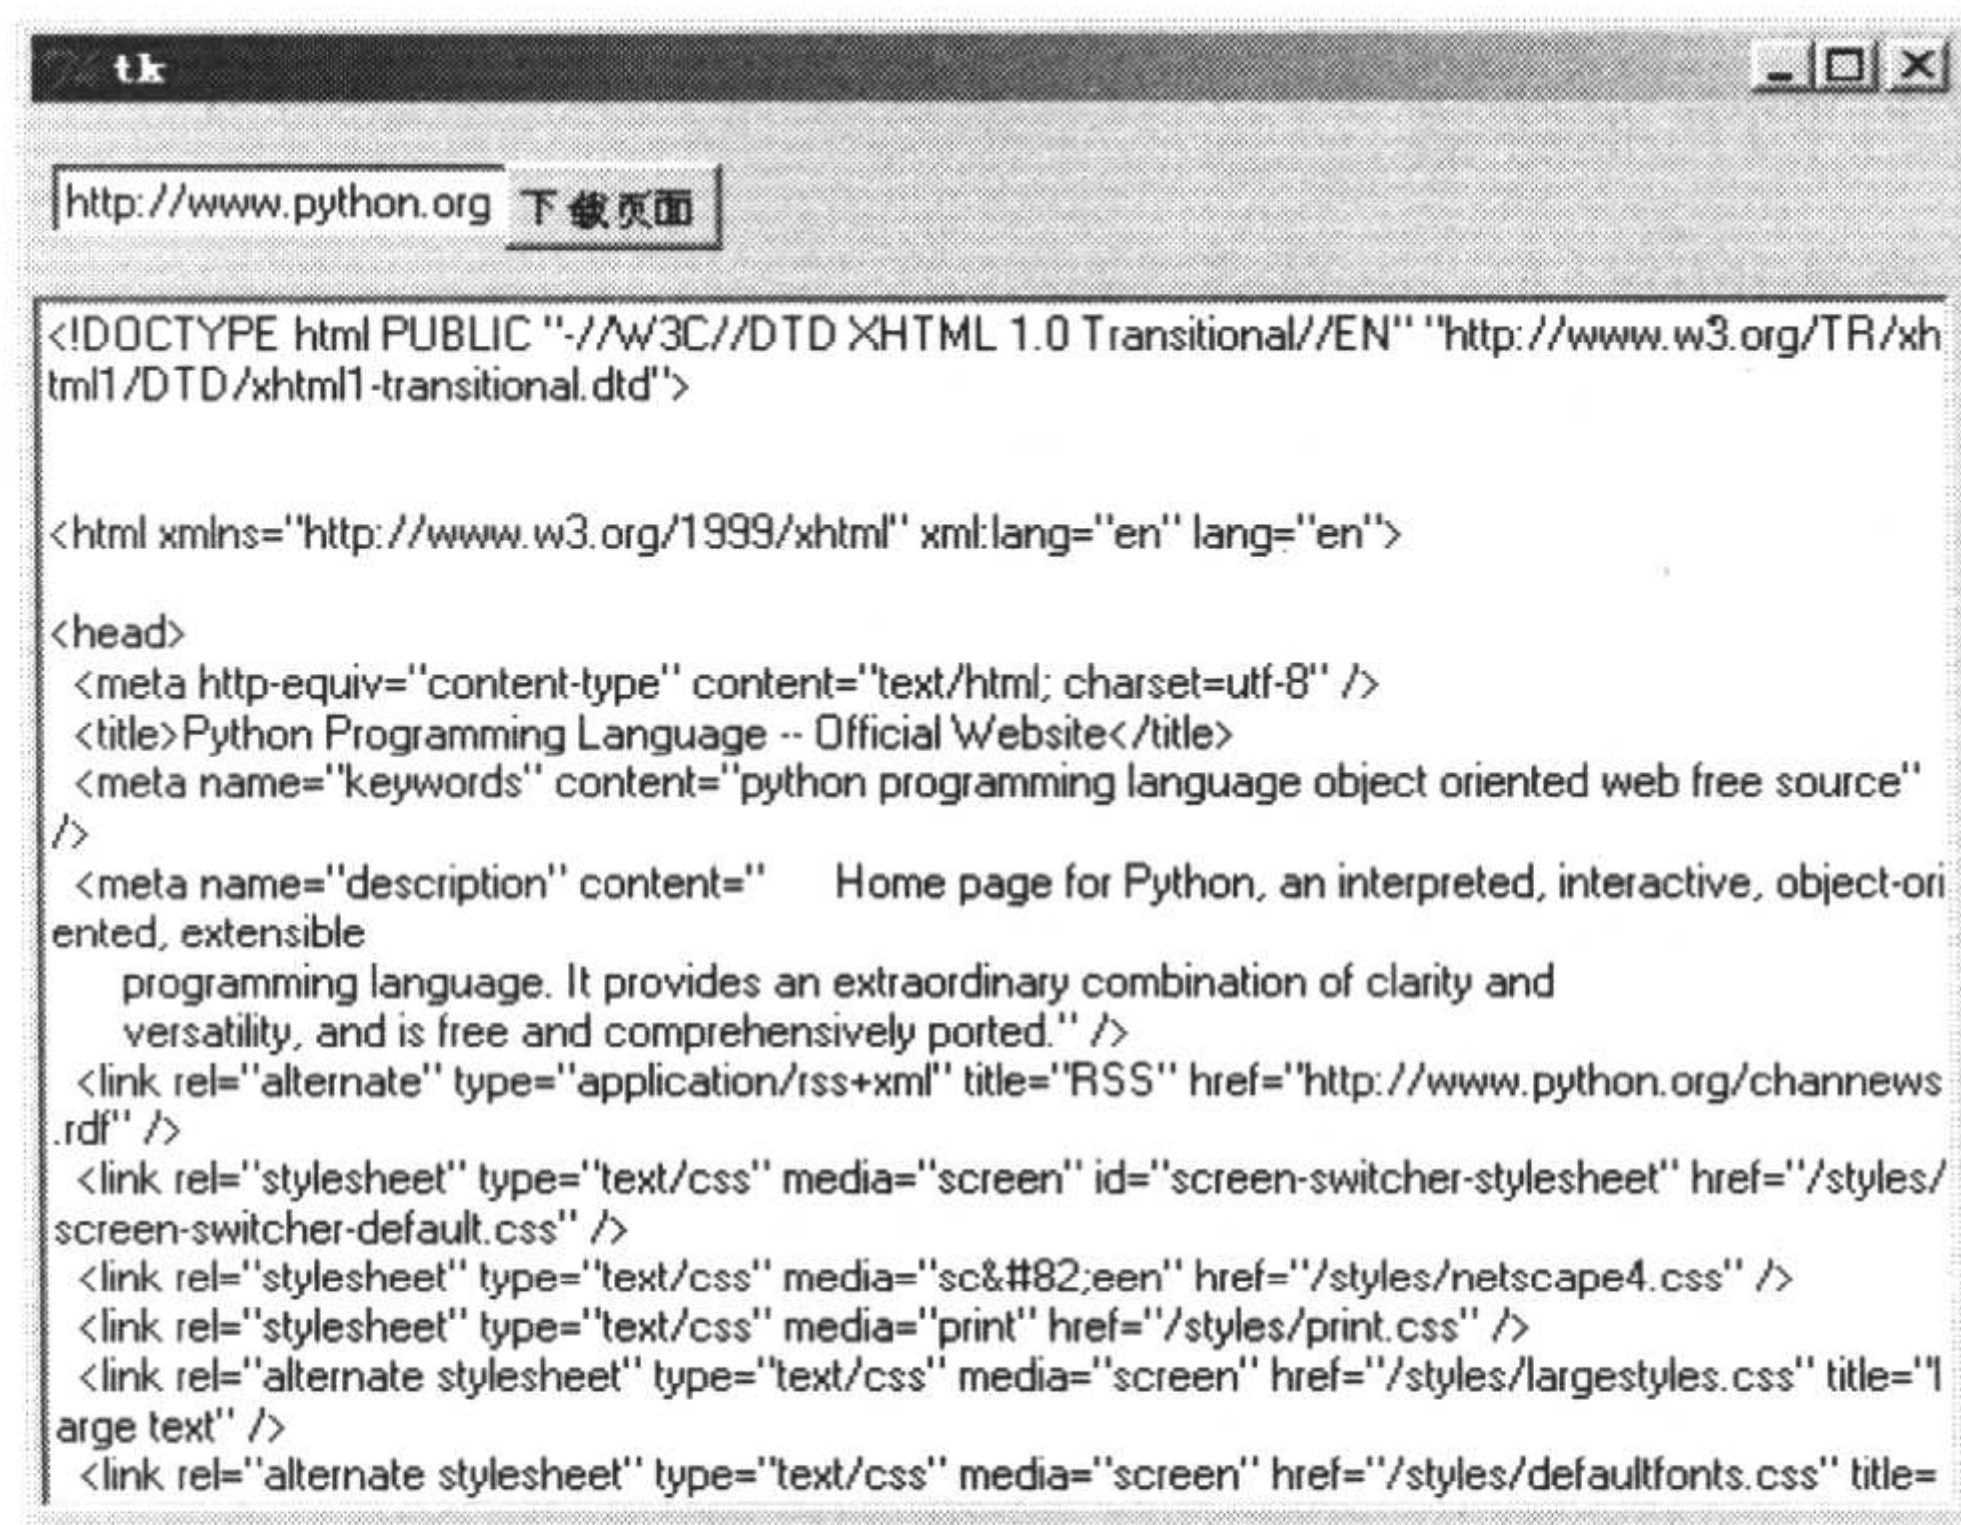 tk
http://www.python.org 下载页面
<!DOCTYPE html PUBLIC "-//W3C//DTD XHTML 1.0 Transitional//EN" "http://www.w3.org/TR/xh
tml1/DTD/xhtml1-transitional.dtd">
<html xmlns="http://www.w3.org/1999/xhtml" xml:lang="en" lang="en">
<head>
<meta http-equiv="content-type" content="text/html; charset=utf-8" />
<title>Python Programming Language -- Official Website</title>
<meta name="keywords" content="python programming language object oriented web free source"
/>
<meta name="description" content="     Home page for Python, an interpreted, interactive, object-ori
ented, extensible
programming language. It provides an extraordinary combination of clarity and
versatility, and is free and comprehensively ported." />
<link rel="alternate" type="application/rss+xml" title="RSS" href="http://www.python.org/channews
.rdf" />
<link rel="stylesheet" type="text/css" media="screen" id="screen-switcher-stylesheet" href="/styles/
screen-switcher-default.css" />
<link rel="stylesheet" type="text/css" media="sc&#82;een" href="/styles/netscape4.css" />
<link rel="stylesheet" type="text/css" media="print" href="/styles/print.css" />
<link rel="alternate stylesheet" type="text/css" media="screen" href="/styles/largestyles.css" title="l
arge text" />
<link rel="alternate stylesheet" type="text/css" media="screen" href="/styles/defaultfonts.css" title=